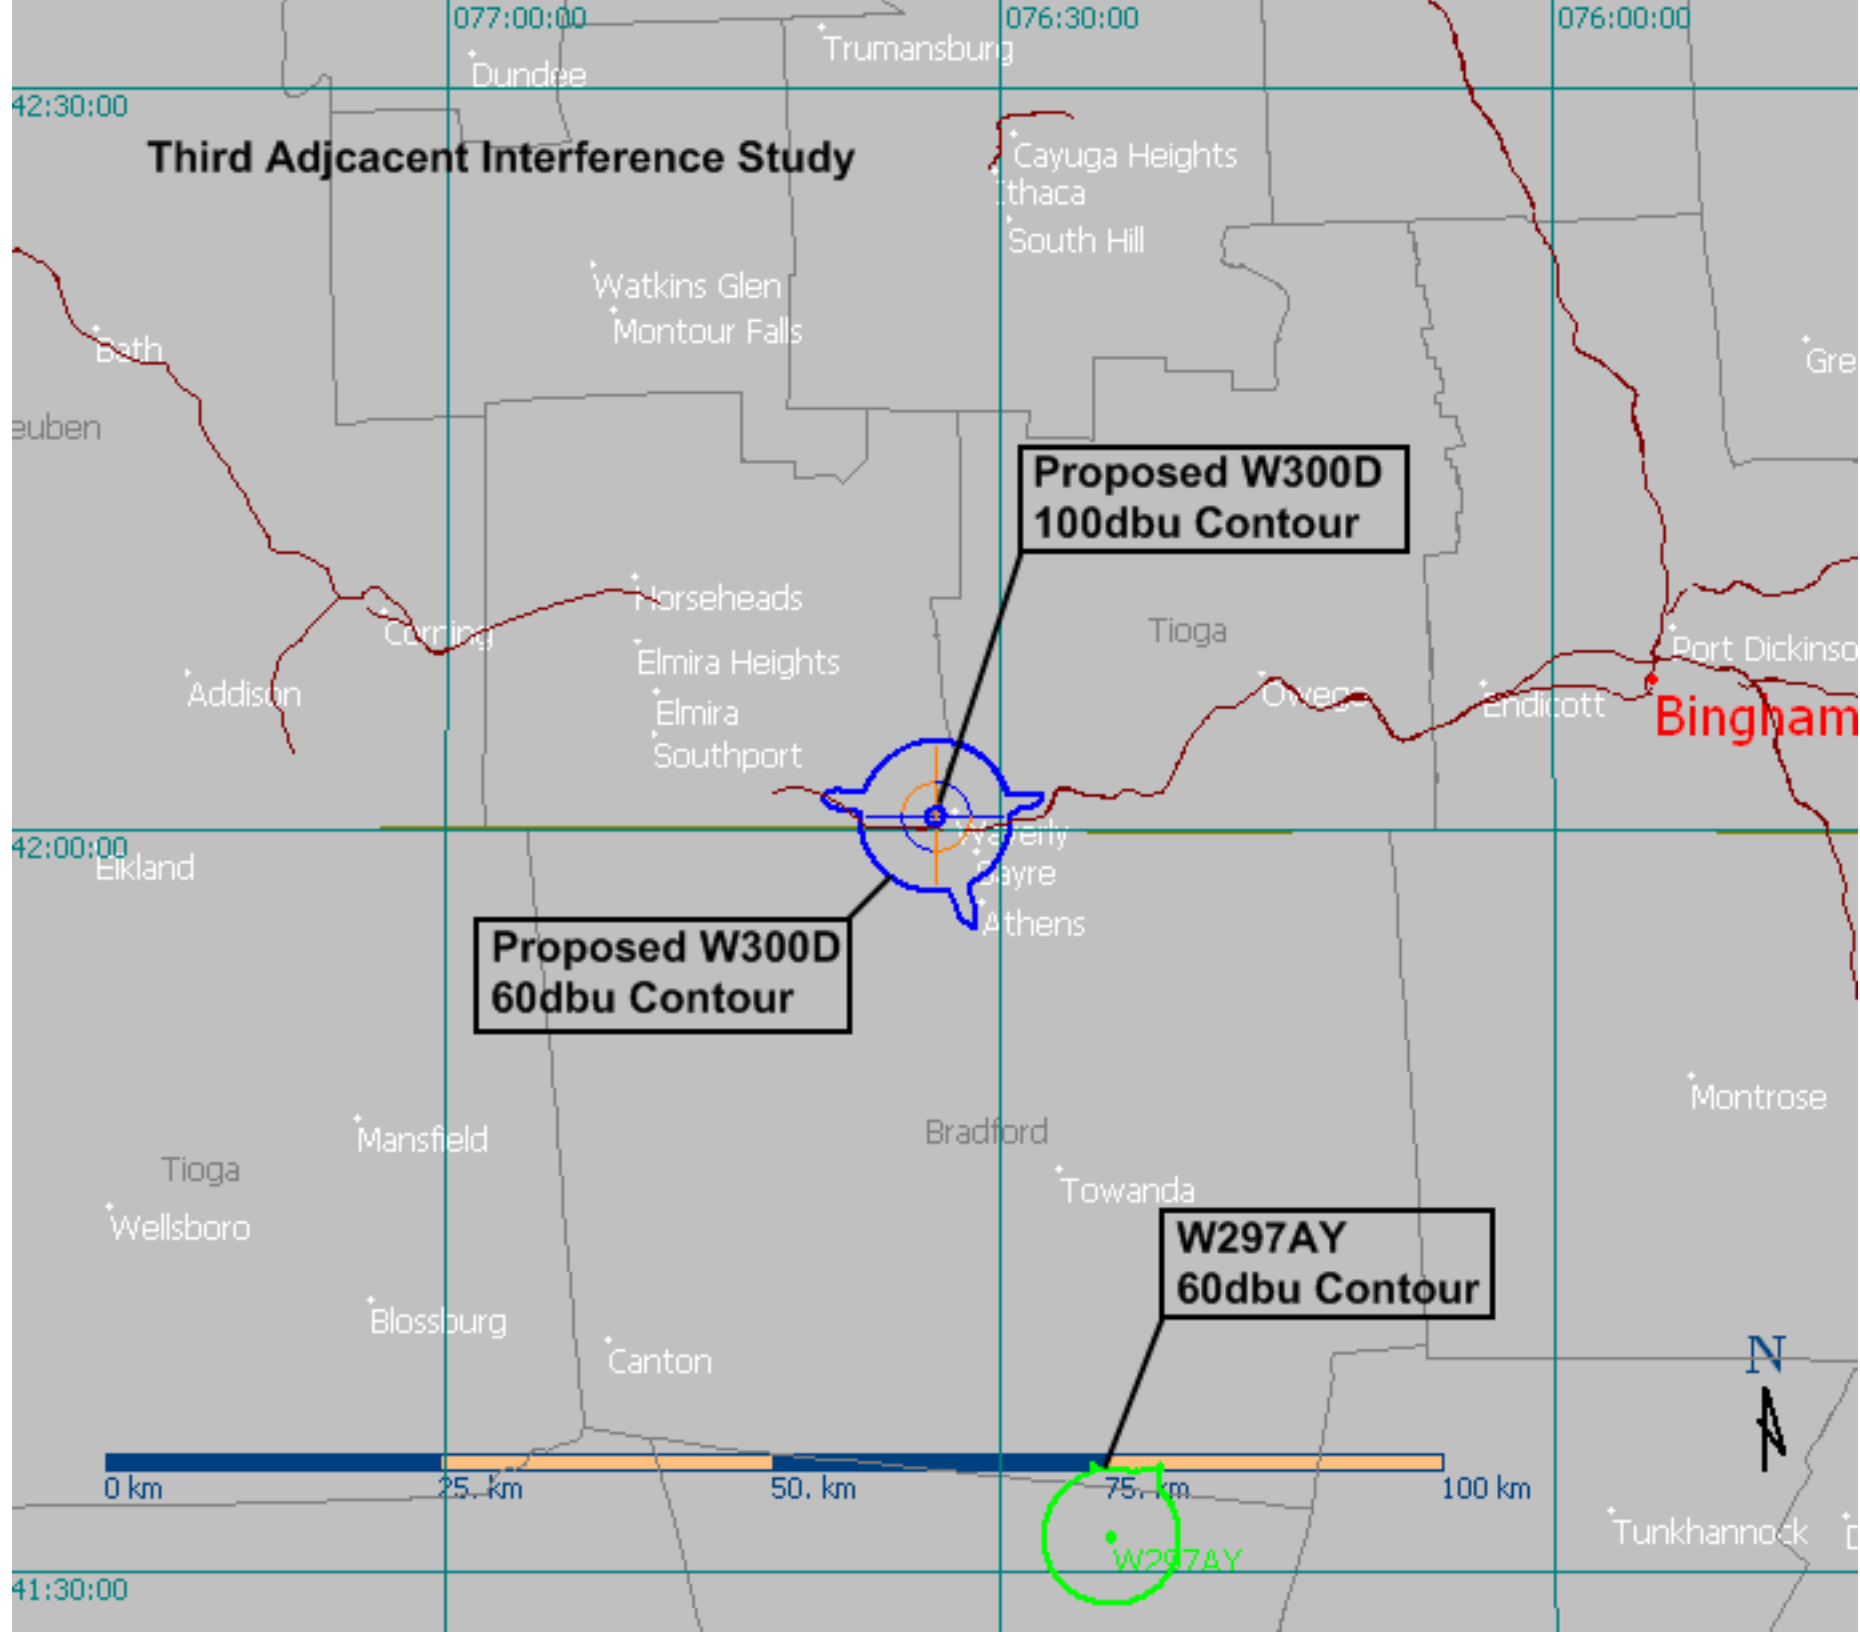 077:00:00
076:30:00
076:00:00
Trumansburg
Dundee
42:30:00
Third Adjcacent Interference Study
Cayuga Heights
Ithaca
South Hill
Watkins Glen
Montour Falls
Bath
Gre
euben
Proposed W300D
100dbu Contour
Horseheads
Tioga
Corning
Port Dickinso
Elmira Heights
Addison
Owego
Endicott
Elmira
Bingham
Southport
Waverly
42:00:00
Elkland
Sayre
Athens
Proposed W300D
60dbu Contour
Montrose
Bradford
Mansfield
Tioga
Towanda
Wellsboro
W297AY
60dbu Contour
Blossburg
Canton
N
0 km
25. km
50. km
75. km
100 km
Tunkhannock
W297AY
41:30:00